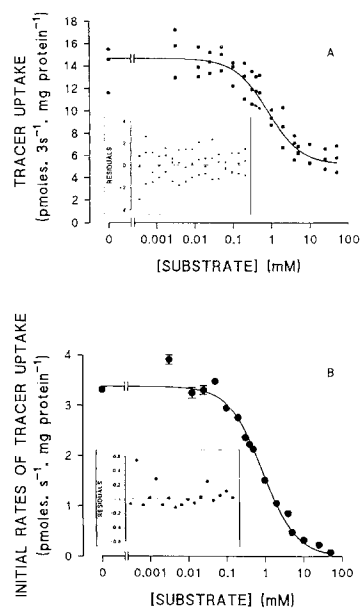 A
TRACER UPTAKE
(pmoles. 3s⁻¹. mg protein⁻¹)
18
16
14
12
10
8
6
4
2
0
RESIDUALS
0
0.001
0.01
0.1
1
10
100
[SUBSTRATE] (mM)
B
INITIAL RATES OF TRACER UPTAKE
(pmoles. s⁻¹. mg protein⁻¹)
4
3
2
1
0
RESIDUALS
0
0.001
0.01
0.1
1
10
100
[SUBSTRATE] (mM)